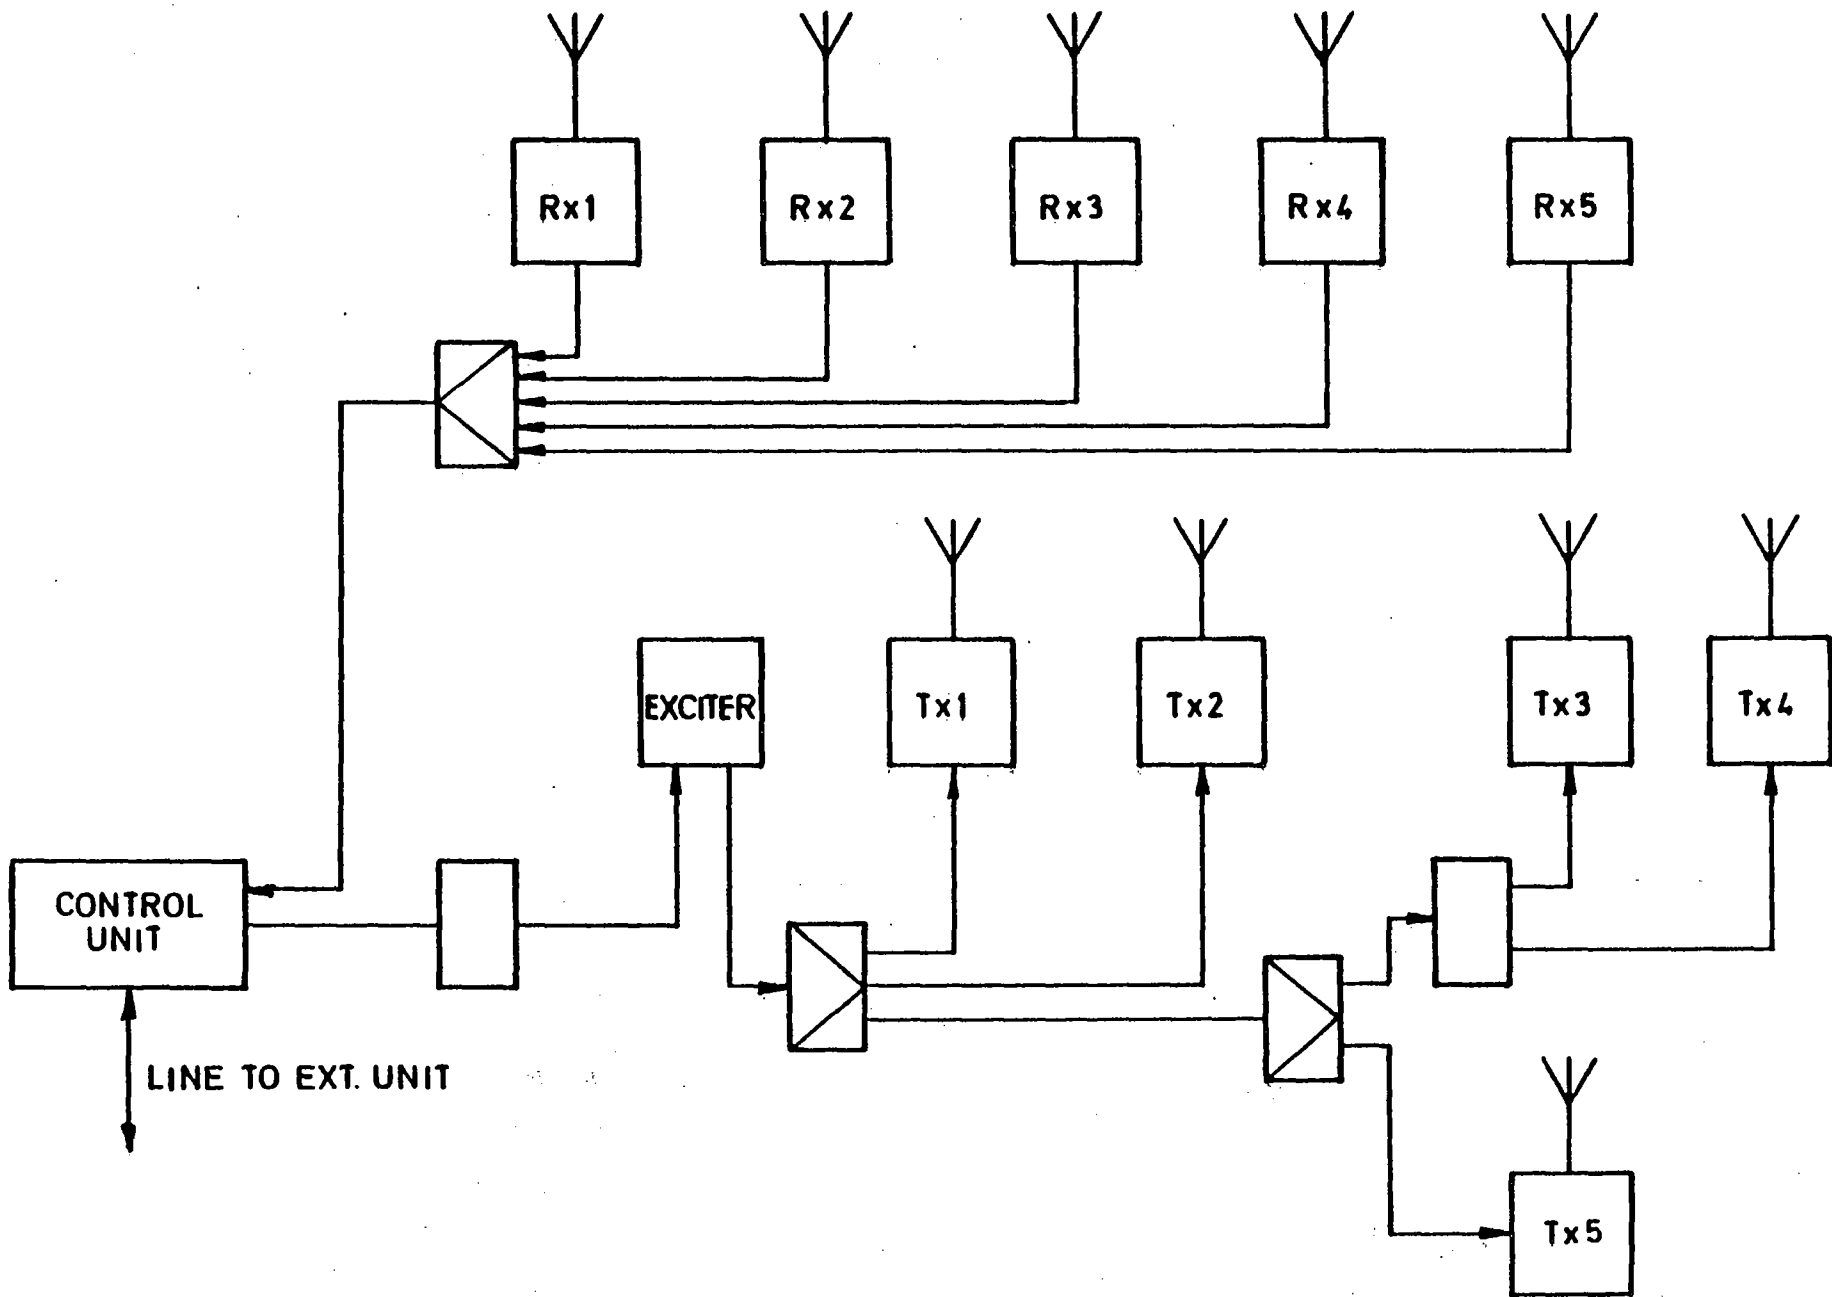 Rx1
Rx2
Rx3
Rx4
Rx5
EXCITER
Tx1
Tx2
Tx3
Tx4
CONTROL
UNIT
LINE TO EXT. UNIT
Tx5